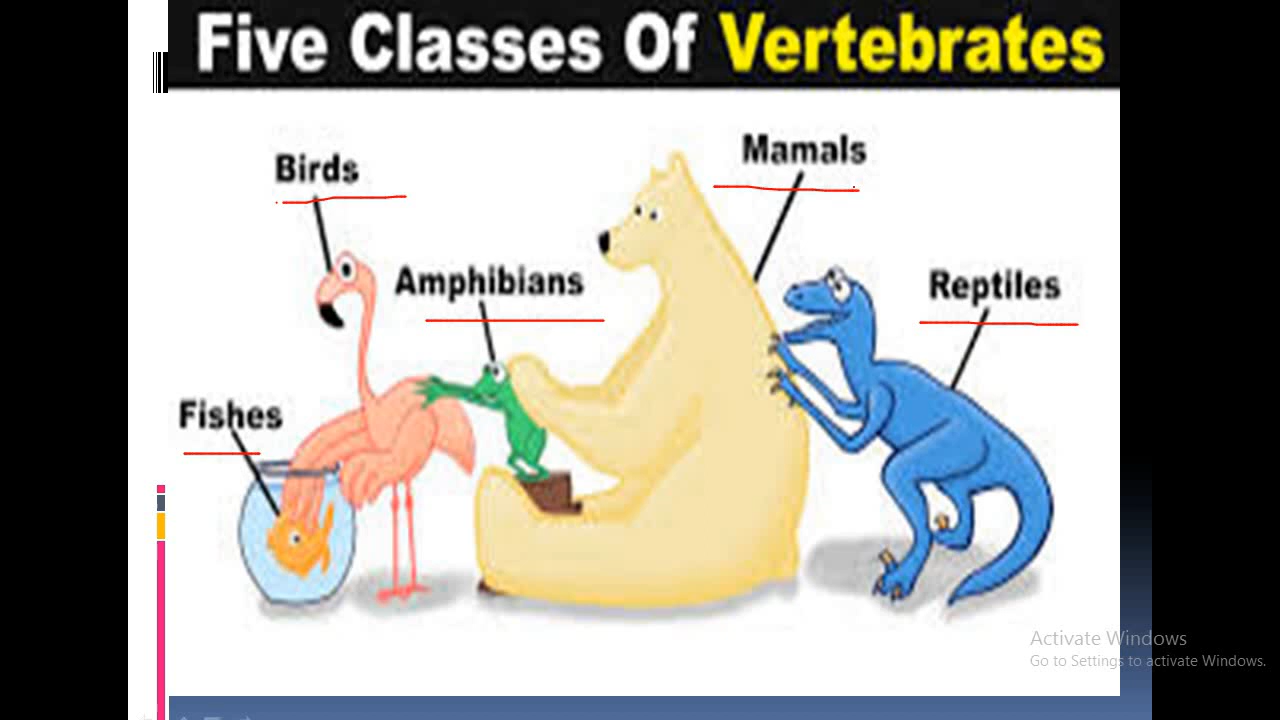 Five Classes Of Vertebrates
Mamals
Birds
Amphibians
Reptiles
Fishes
Activate Windows
Go to Settings to activate Windows.